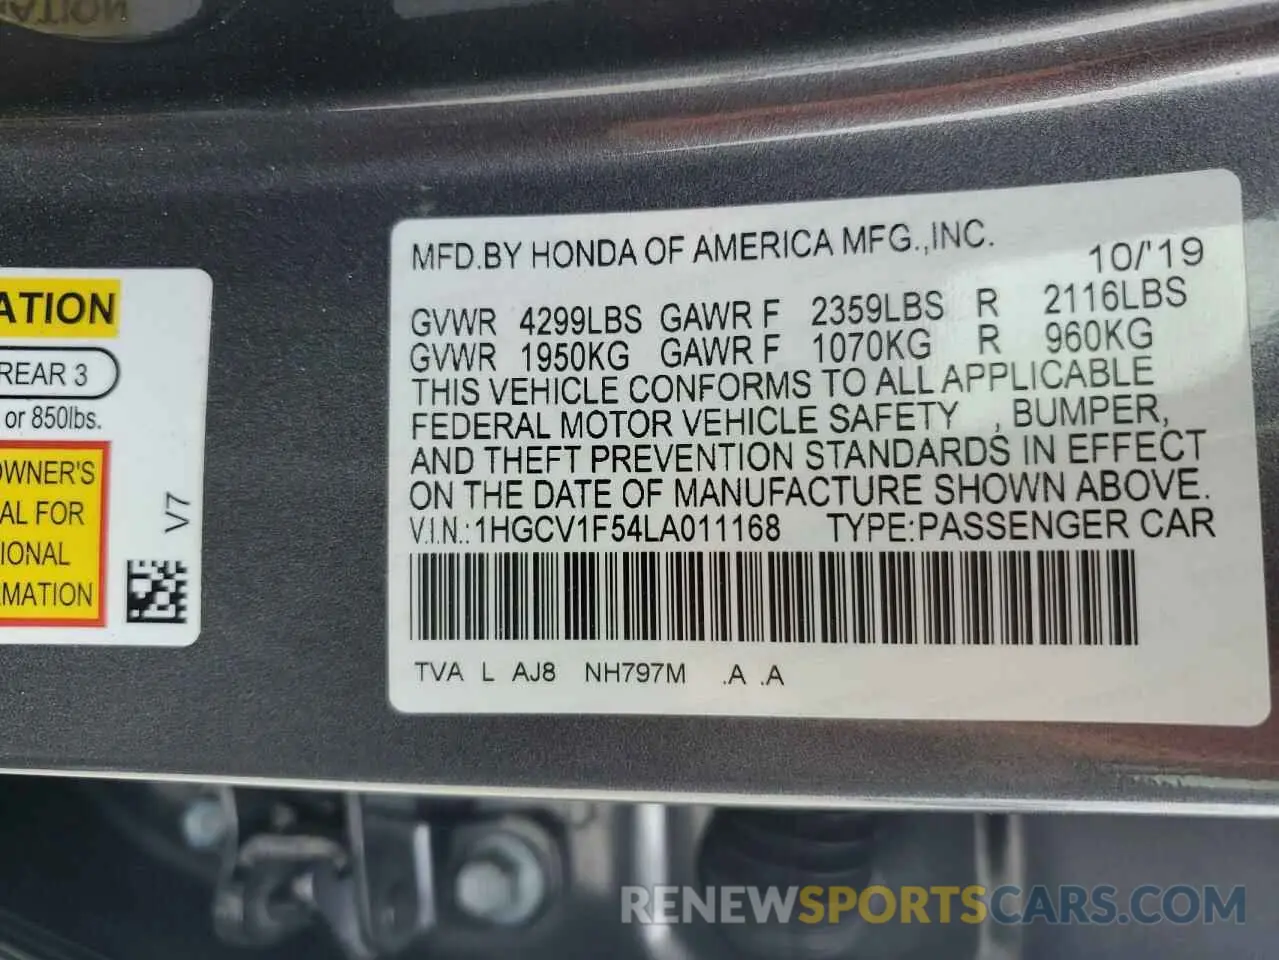 ATION
REAR 3
or 850lbs.
OWNER'S
AL FOR
IONAL
RMATION
V7
MFD.BY HONDA OF AMERICA MFG.,INC.
10/'19
GVWR 4299LBS GAWR F 2359LBS R 2116LBS
GVWR 1950KG GAWR F 1070KG R 960KG
THIS VEHICLE CONFORMS TO ALL APPLICABLE
FEDERAL MOTOR VEHICLE SAFETY , BUMPER,
AND THEFT PREVENTION STANDARDS IN EFFECT
ON THE DATE OF MANUFACTURE SHOWN ABOVE.
V.I.N.:1HGCV1F54LA011168 TYPE:PASSENGER CAR
TVA L AJ8 NH797M .A .A
RENEWSPORTSCARS.COM